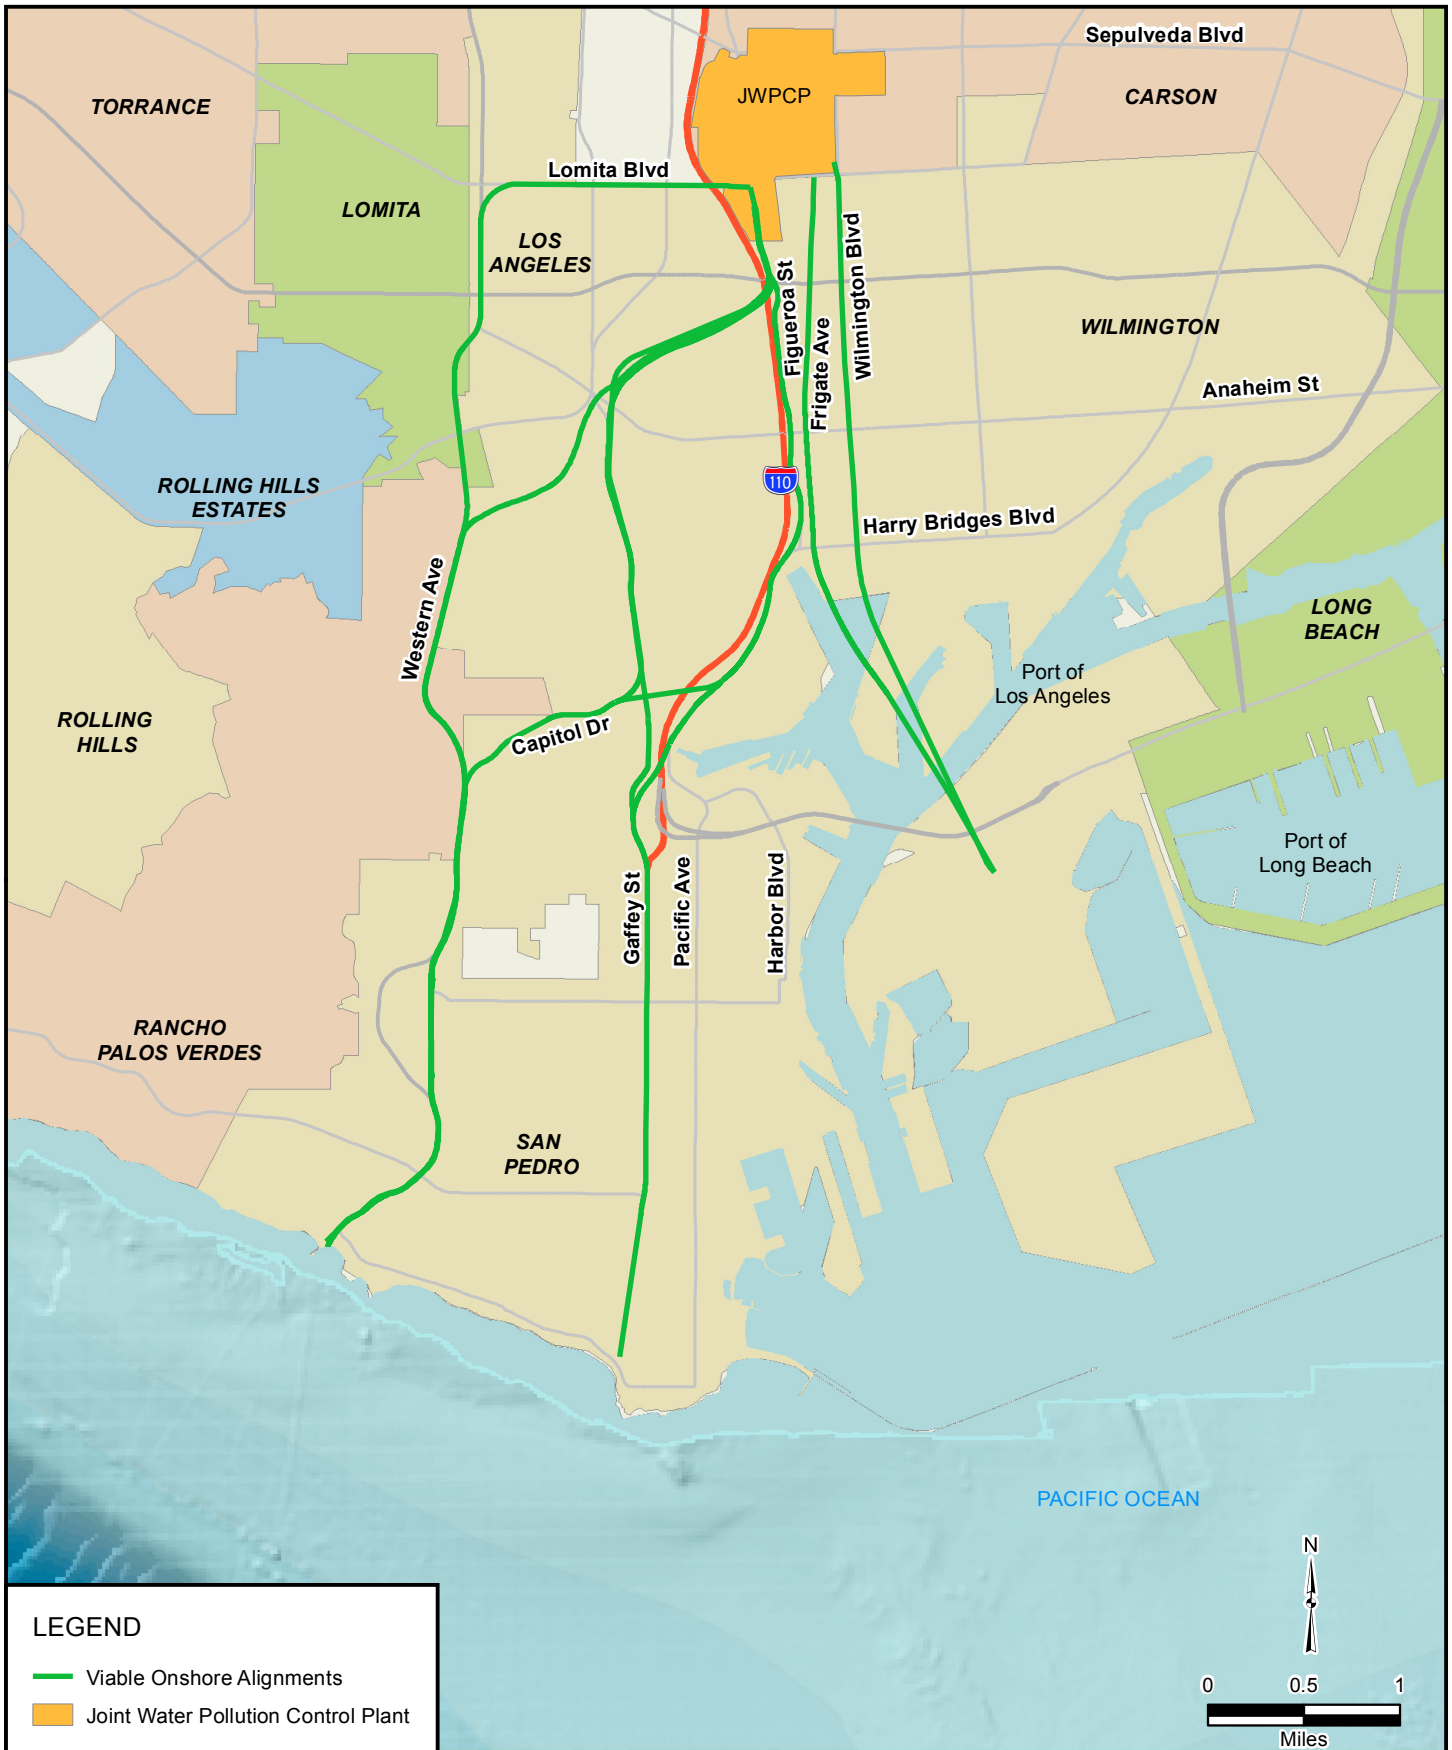 Sepulveda Blvd
JWPCP
CARSON
TORRANCE
Lomita Blvd
LOMITA
LOS
ANGELES
Figueroa St
Frigate Ave
Wilmington Blvd
WILMINGTON
Anaheim St
ROLLING HILLS
ESTATES
110
Harry Bridges Blvd
Western Ave
LONG
BEACH
Port of
Los Angeles
ROLLING
HILLS
Capitol Dr
Port of
Long Beach
Gaffey St
Pacific Ave
Harbor Blvd
RANCHO
PALOS VERDES
SAN
PEDRO
PACIFIC OCEAN
N
LEGEND
Viable Onshore Alignments
Joint Water Pollution Control Plant
0 0.5 1
Miles